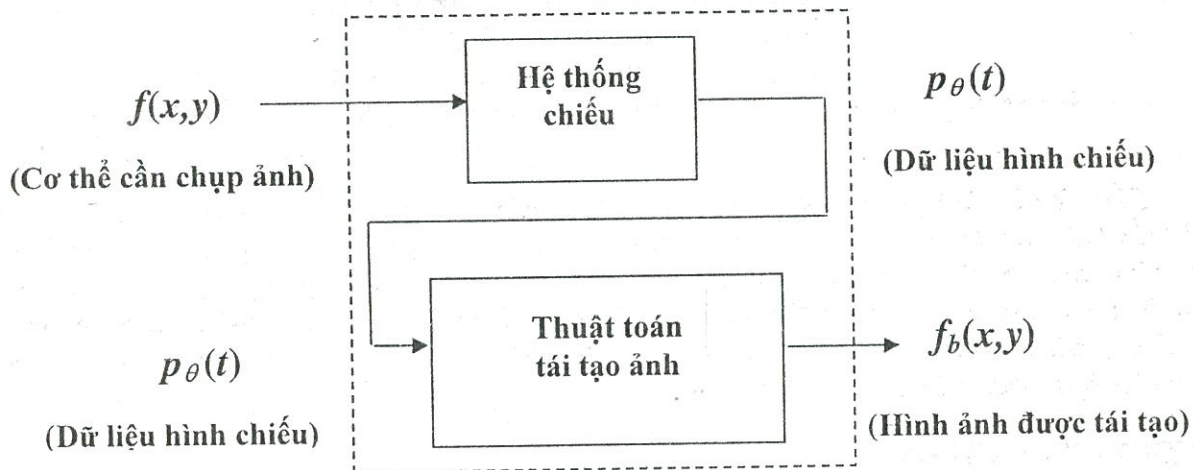 Hệ thống
chiếu
f(x,y)
(Cơ thể cần chụp ảnh)
p_θ(t)
(Dữ liệu hình chiếu)
Thuật toán
tái tạo ảnh
p_θ(t)
(Dữ liệu hình chiếu)
f_b(x,y)
(Hình ảnh được tái tạo)